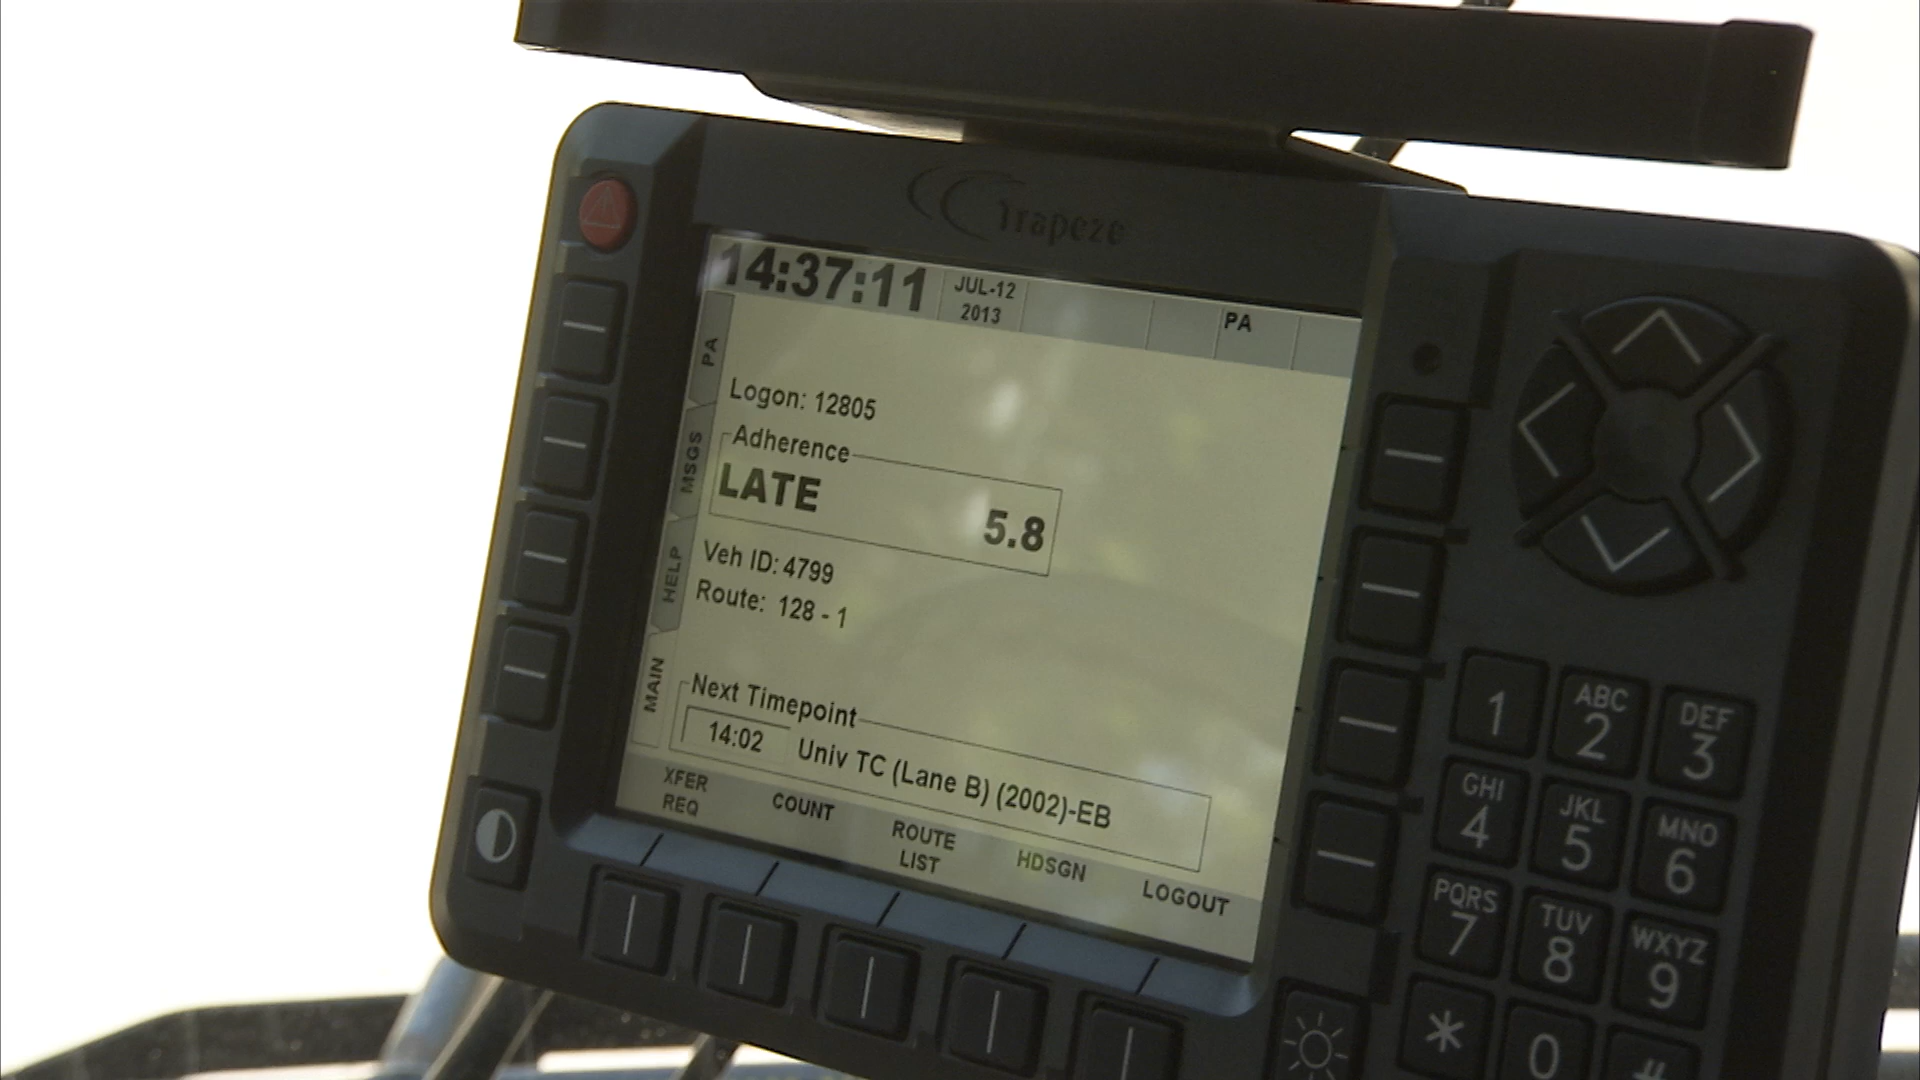 Trapeze
14:37:11
JUL-12
2013
PA
PA
MSGS
HELP
MAIN
Logon: 12805
Adherence
LATE
5.8
Veh ID: 4799
Route: 128 - 1
Next Timepoint
14:02 Univ TC (Lane B) (2002)-EB
XFER
REQ
COUNT
ROUTE
LIST
HDSGN
LOGOUT
1
ABC
2
DEF
3
GHI
4
JKL
5
MNO
6
PQRS
7
TUV
8
WXYZ
9
*
0
#